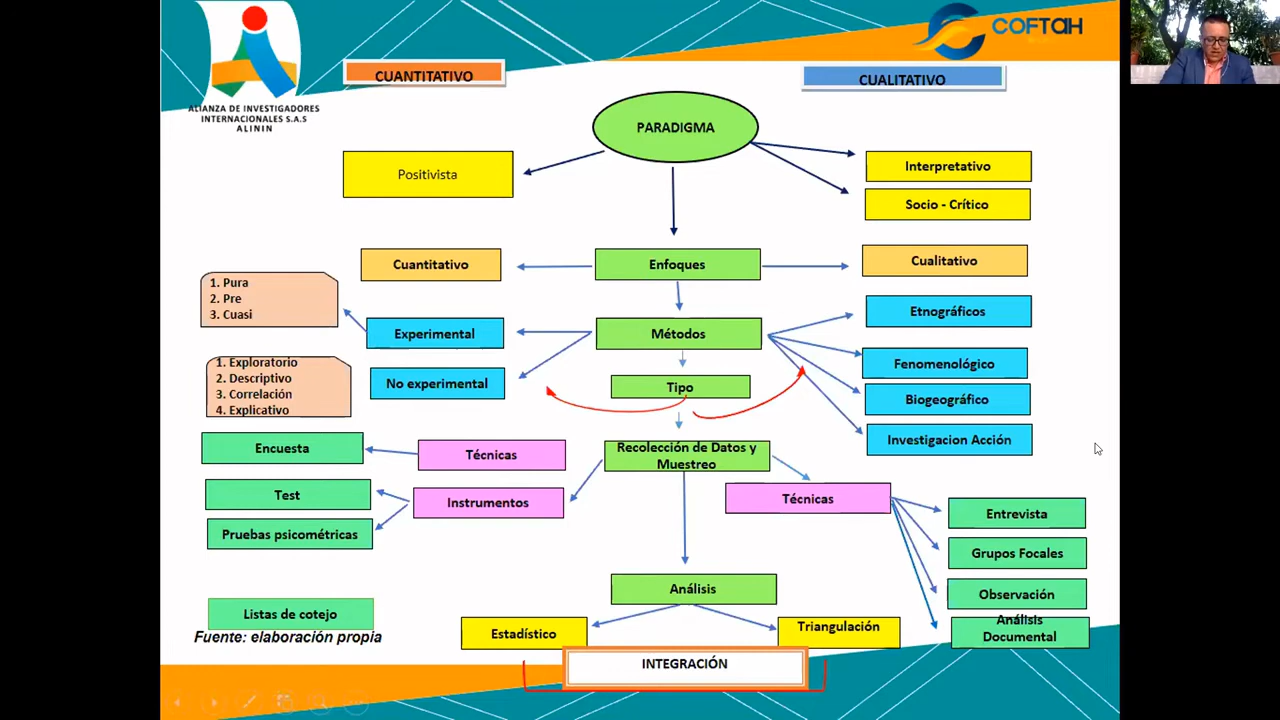 COFTAH
CUANTITATIVO
CUALITATIVO
ALIANZA DE INVESTIGADORES
INTERNACIONALES S.A.S
ALININ
PARADIGMA
Positivista
Interpretativo
Socio - Crítico
Cuantitativo
Enfoques
Cualitativo
1. Pura
2. Pre
3. Cuasi
Experimental
Métodos
Etnográficos
No experimental
Tipo
Fenomenológico
Biogeográfico
Investigacion Acción
1. Exploratorio
2. Descriptivo
3. Correlación
4. Explicativo
Encuesta
Técnicas
Recolección de Datos y
Muestreo
Test
Instrumentos
Técnicas
Pruebas psicométricas
Entrevista
Grupos Focales
Observación
Análisis
Documental
Análisis
Listas de cotejo
Fuente: elaboración propia
Estadístico
Triangulación
INTEGRACIÓN